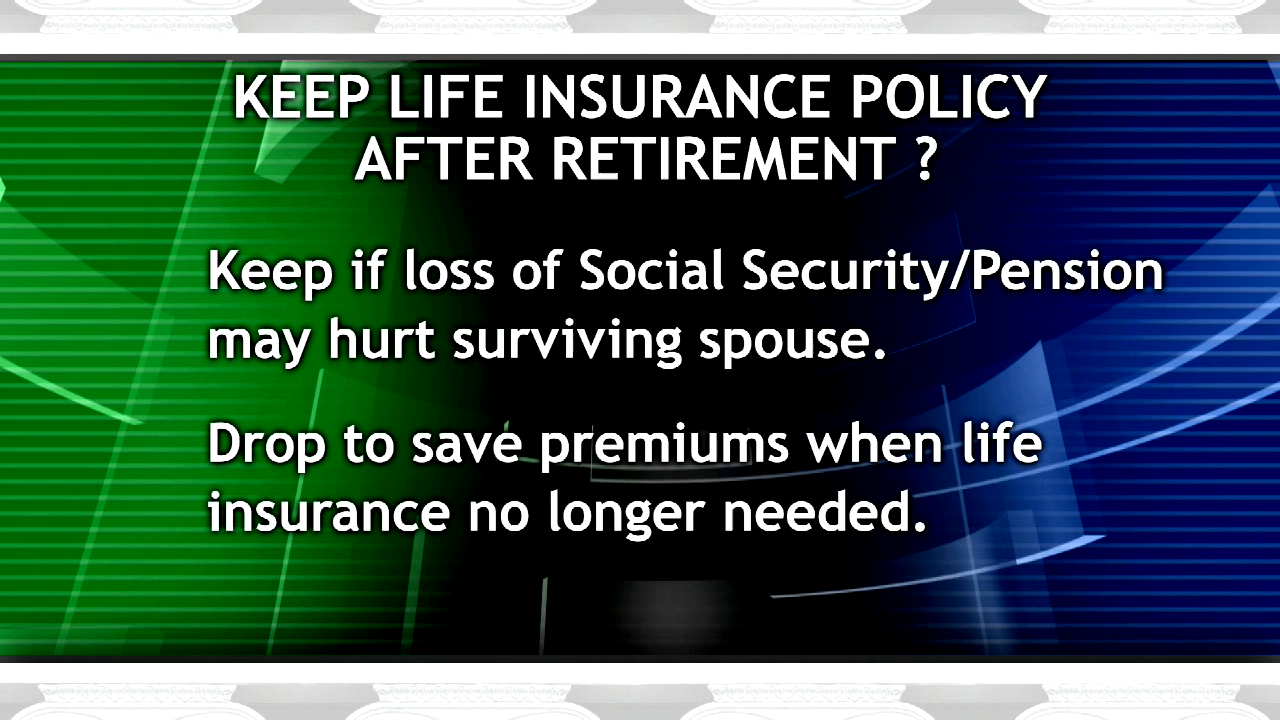 KEEP LIFE INSURANCE POLICY
AFTER RETIREMENT ?
Keep if loss of Social Security/Pension
may hurt surviving spouse.
Drop to save premiums when life
insurance no longer needed.